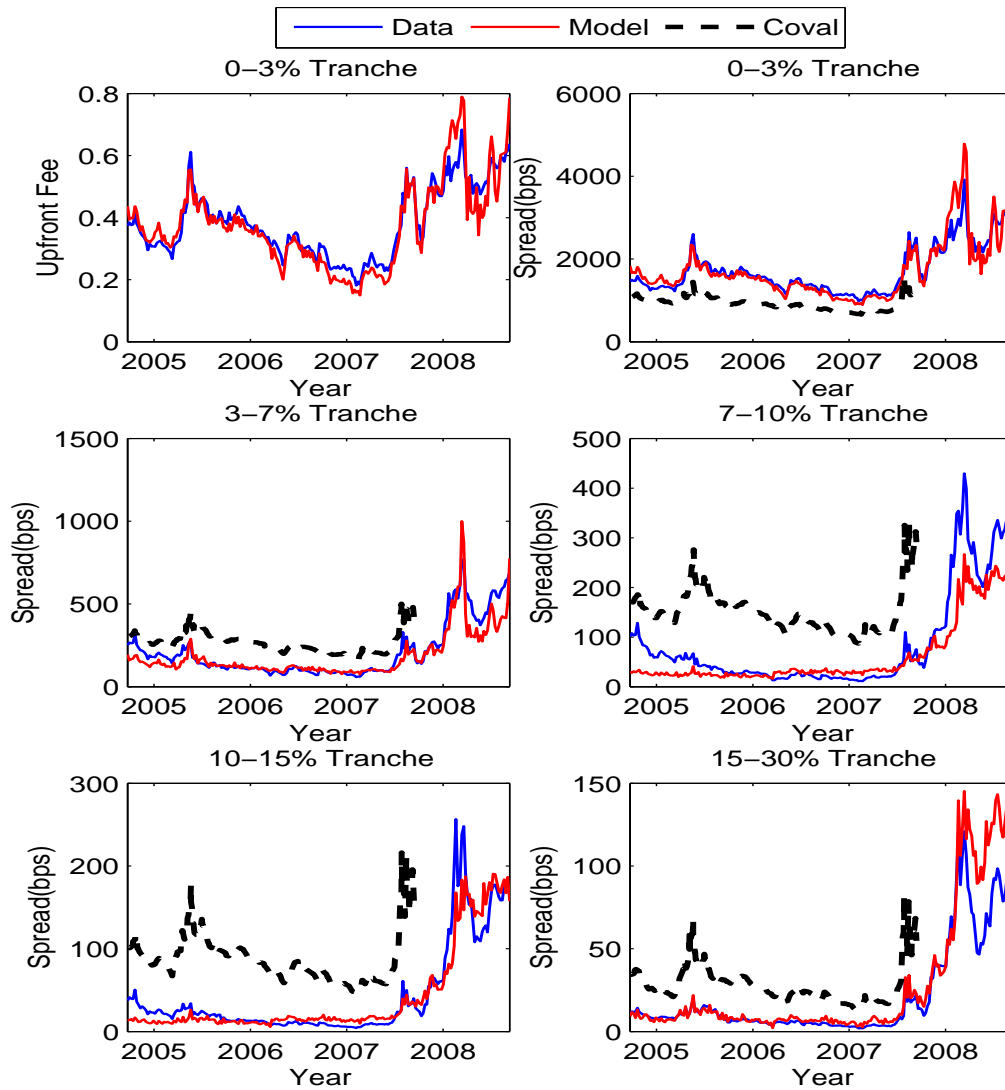 Data Model Coval
0−3% Tranche
0.8
0.6
0.4
0.2
0
Upfront Fee
2005 2006 2007 2008
Year
0−3% Tranche
6000
4000
2000
0
Spread(bps)
2005 2006 2007 2008
Year
3−7% Tranche
1500
1000
500
0
Spread(bps)
2005 2006 2007 2008
Year
7−10% Tranche
500
400
300
200
100
0
Spread(bps)
2005 2006 2007 2008
Year
10−15% Tranche
300
200
100
0
Spread(bps)
2005 2006 2007 2008
Year
15−30% Tranche
150
100
50
0
Spread(bps)
2005 2006 2007 2008
Year